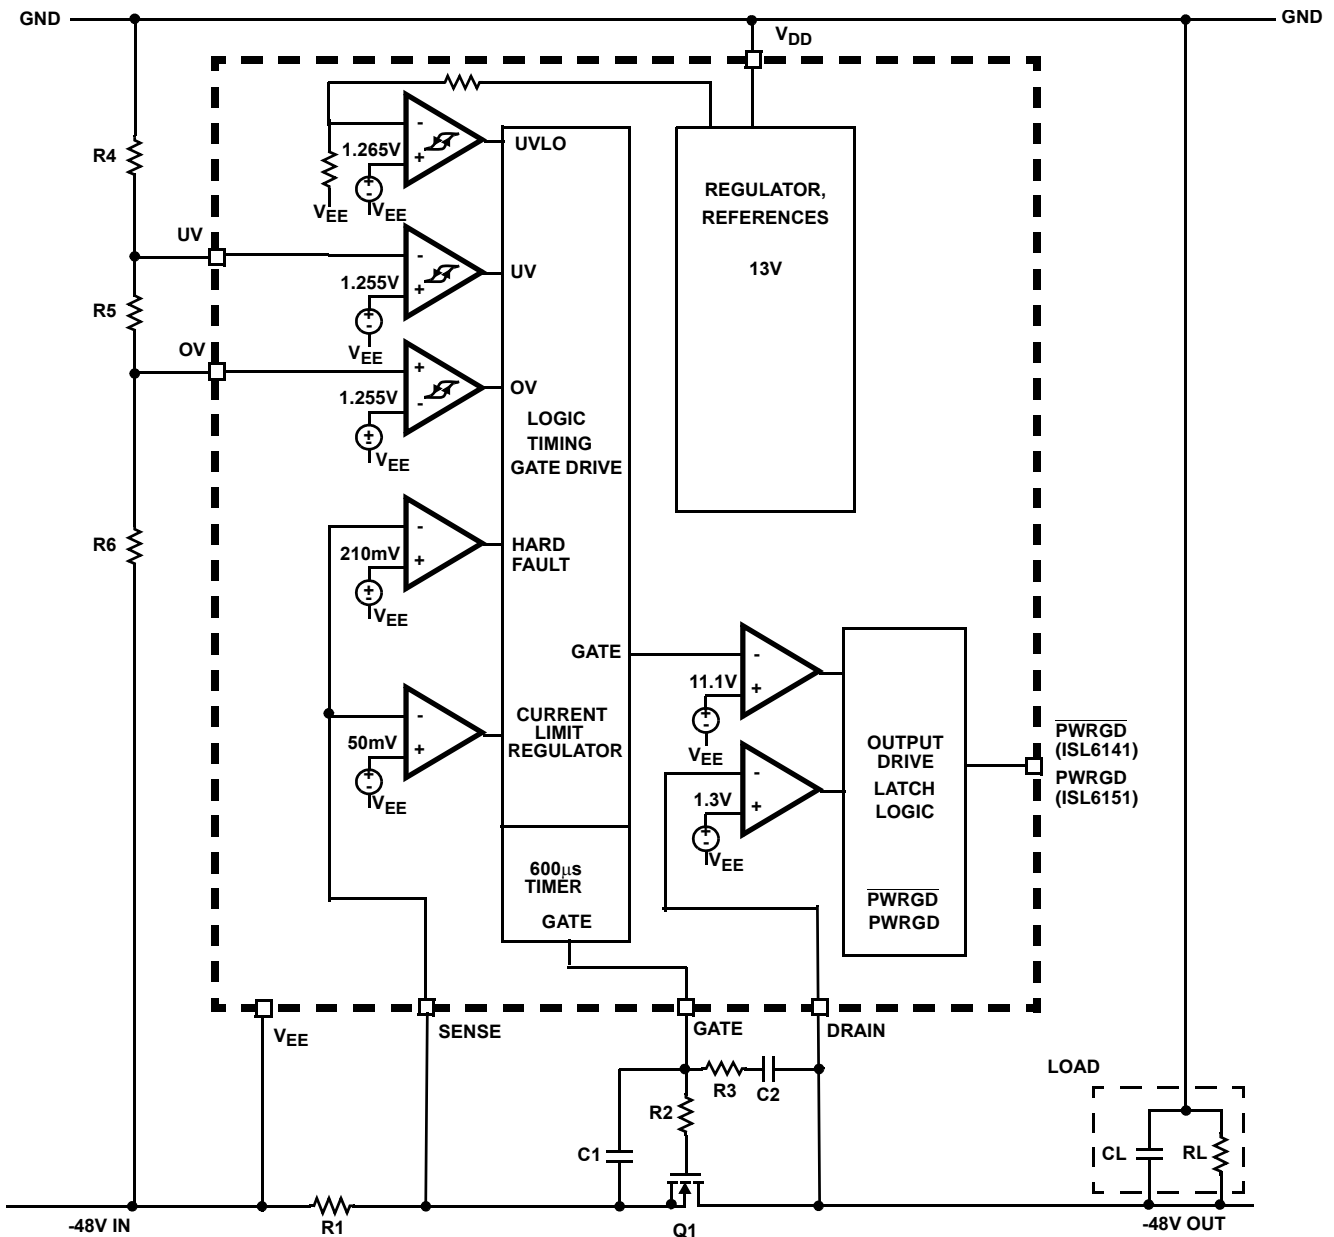 GND
GND
VDD
R4
1.265V
UVLO
VEE
VEE
REGULATOR,
REFERENCES
13V
UV
1.255V
UV
VEE
R5
OV
1.255V
OV
VEE
LOGIC
TIMING
GATE DRIVE
R6
210mV
HARD
FAULT
VEE
GATE
11.1V
VEE
50mV
CURRENT
LIMIT
REGULATOR
VEE
1.3V
VEE
OUTPUT
DRIVE
LATCH
LOGIC
PWRGD
(ISL6141)
PWRGD
(ISL6151)
600μs
TIMER
GATE
PWRGD
PWRGD
VEE
SENSE
GATE
DRAIN
LOAD
R3
C2
R2
C1
CL
RL
-48V IN
R1
Q1
-48V OUT